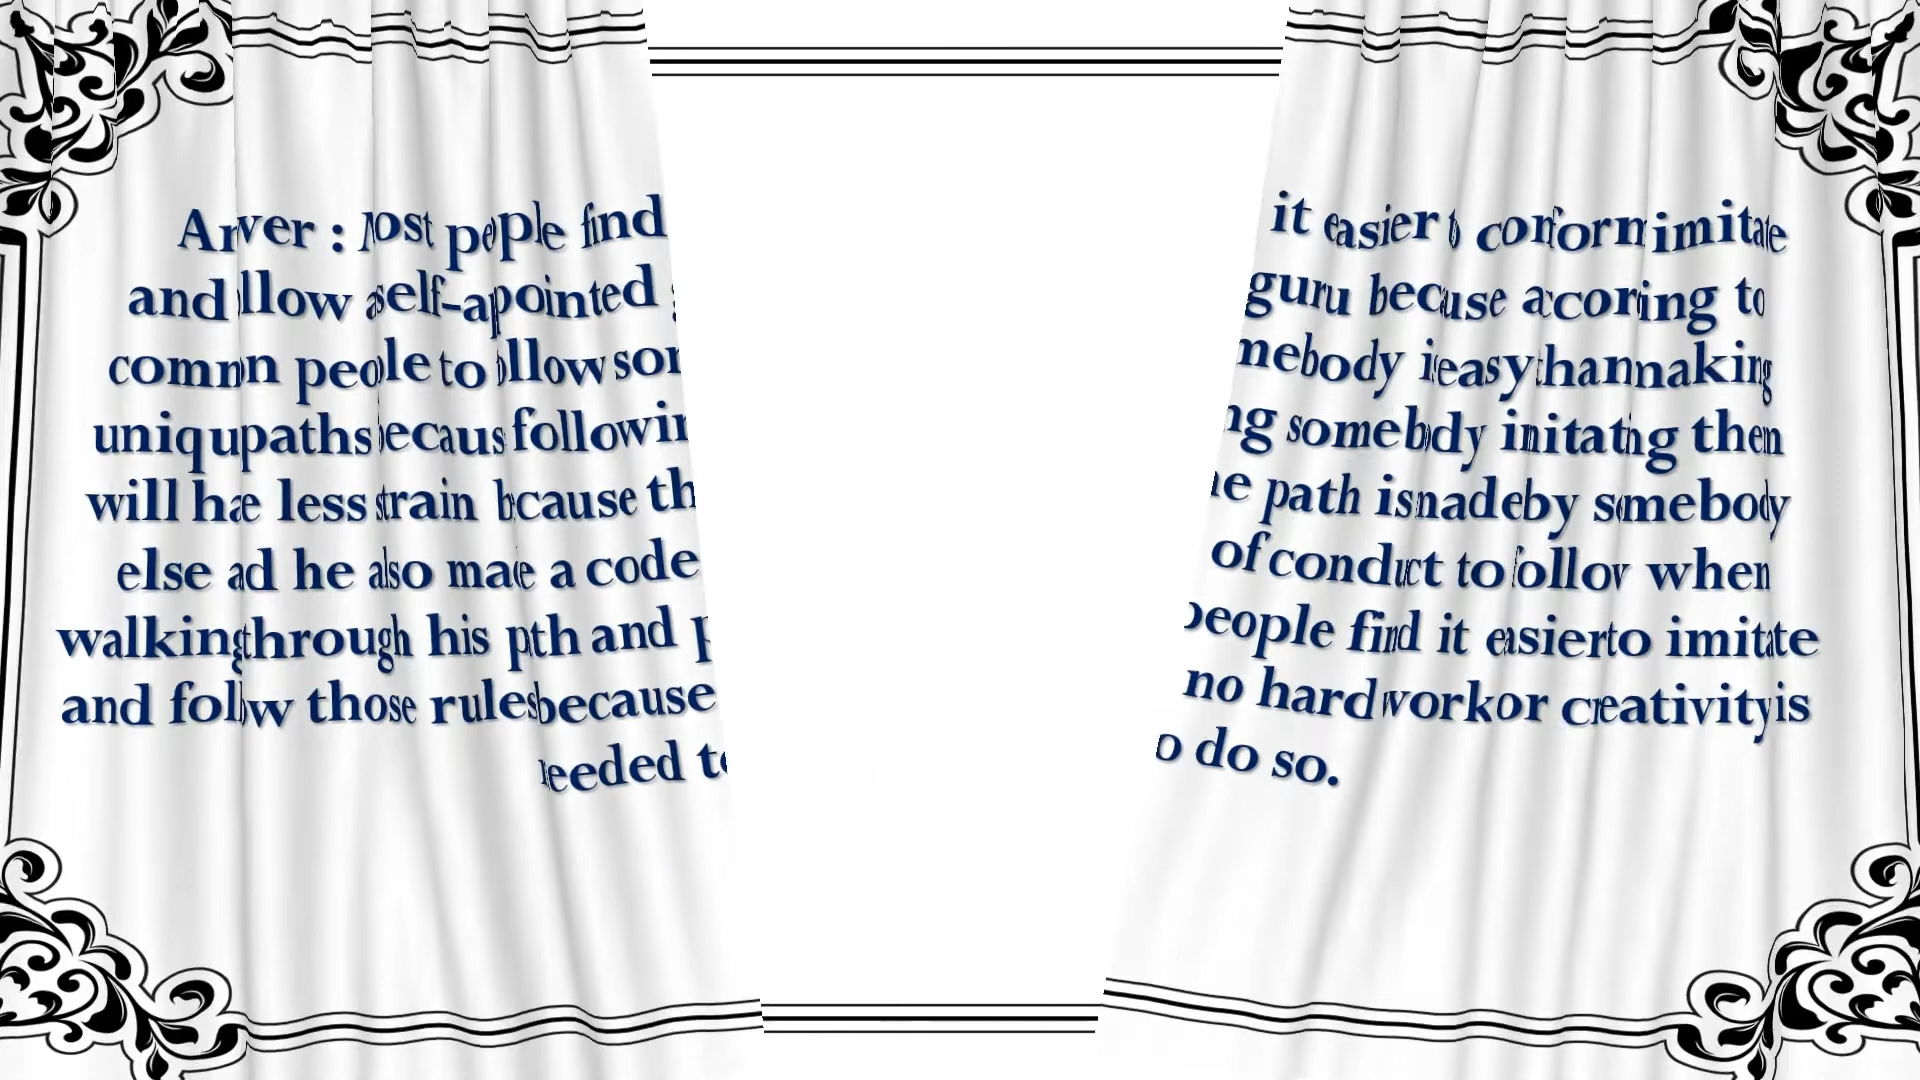 Answer : Most people find it easier to conform imitate
and follow a self-appointed guru because according to
common people to follow somebody is easy than making
unique paths because following somebody imitating them
will have less strain because the path is made by somebody
else and he also made a code of conduct to follow when
walking through his path and people find it easier to imitate
and follow those rules because no hard work or creativity is
needed to do so.